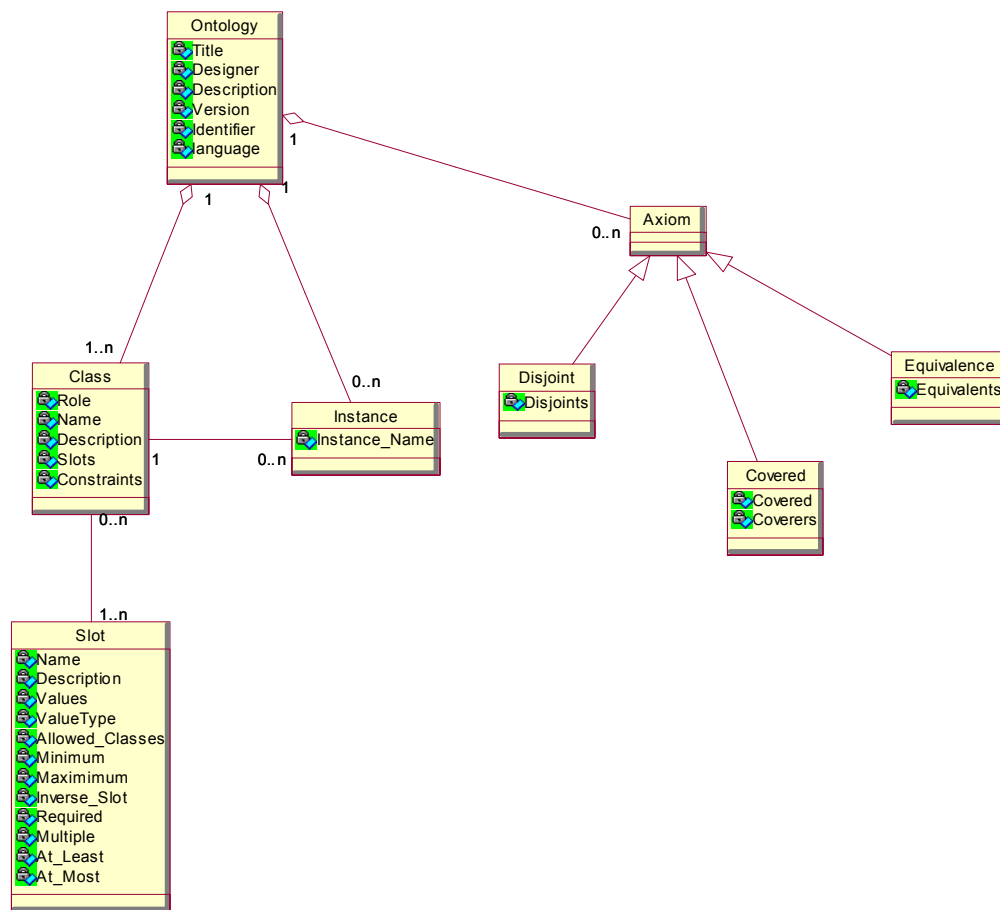 Ontology
Title
Designer
Description
Version
Identifier
language
1
1
1
Axiom
0..n
1..n
0..n
Class
Role
Name
Description
Slots
Constraints
Instance
Instance_Name
1
0..n
Disjoint
Disjoints
Equivalence
Equivalents
Covered
Covered
Coverers
0..n
1..n
Slot
Name
Description
Values
ValueType
Allowed_Classes
Minimum
Maximimum
Inverse_Slot
Required
Multiple
At_Least
At_Most